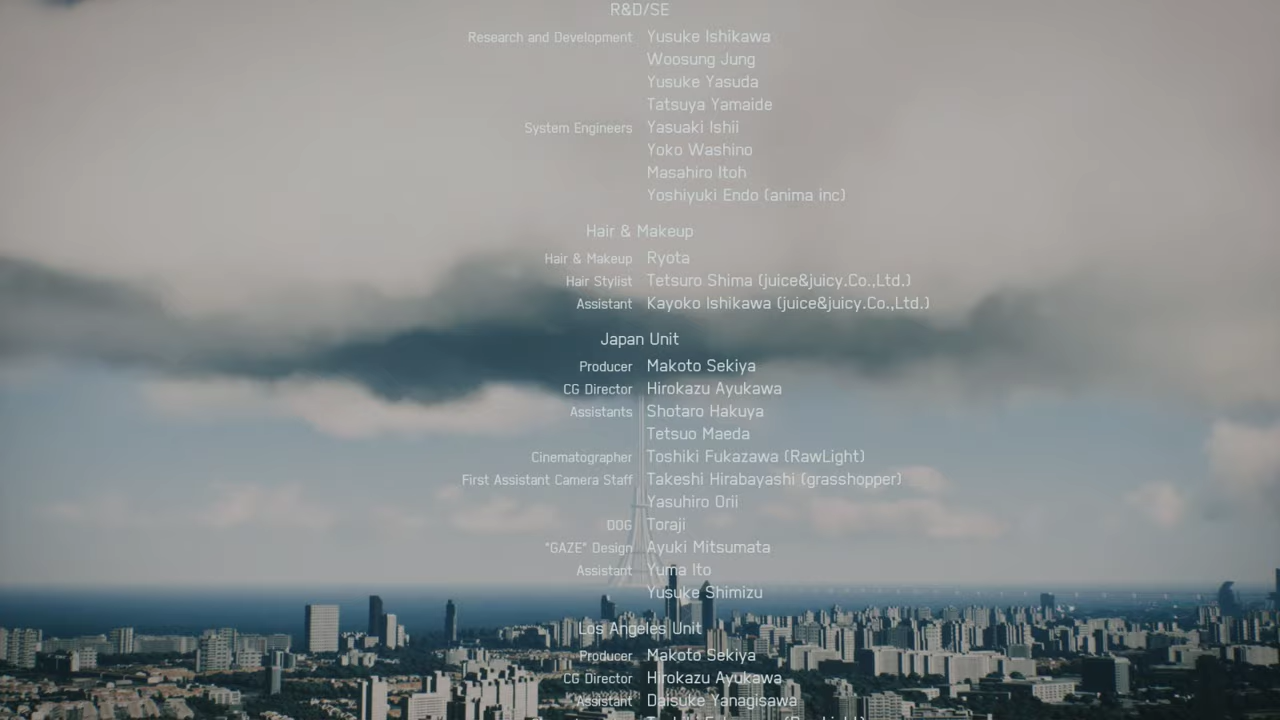 R&D/SE
Research and Development Yusuke Ishikawa
Woosung Jung
Yusuke Yasuda
Tatsuya Yamaide
System Engineers Yasuaki Ishii
Yoko Washino
Masahiro Itoh
Yoshiyuki Endo (anima inc)
Hair & Makeup
Hair & Makeup Ryota
Hair Stylist Tetsuro Shima (juice&juicy.Co.,Ltd.)
Assistant Kayoko Ishikawa (juice&juicy.Co.,Ltd.)
Japan Unit
Producer Makoto Sekiya
CG Director Hirokazu Ayukawa
Assistants Shotaro Hakuya
Tetsuo Maeda
Cinematographer Toshiki Fukazawa (RawLight)
First Assistant Camera Staff Takeshi Hirabayashi (grasshopper)
Yasuhiro Orii
DOG Toraji
"GAZE" Design Ayuki Mitsumata
Assistant Yuma Ito
Yusuke Shimizu
Los Angeles Unit
Producer Makoto Sekiya
CG Director Hirokazu Ayukawa
Assistant Daisuke Yanagisawa